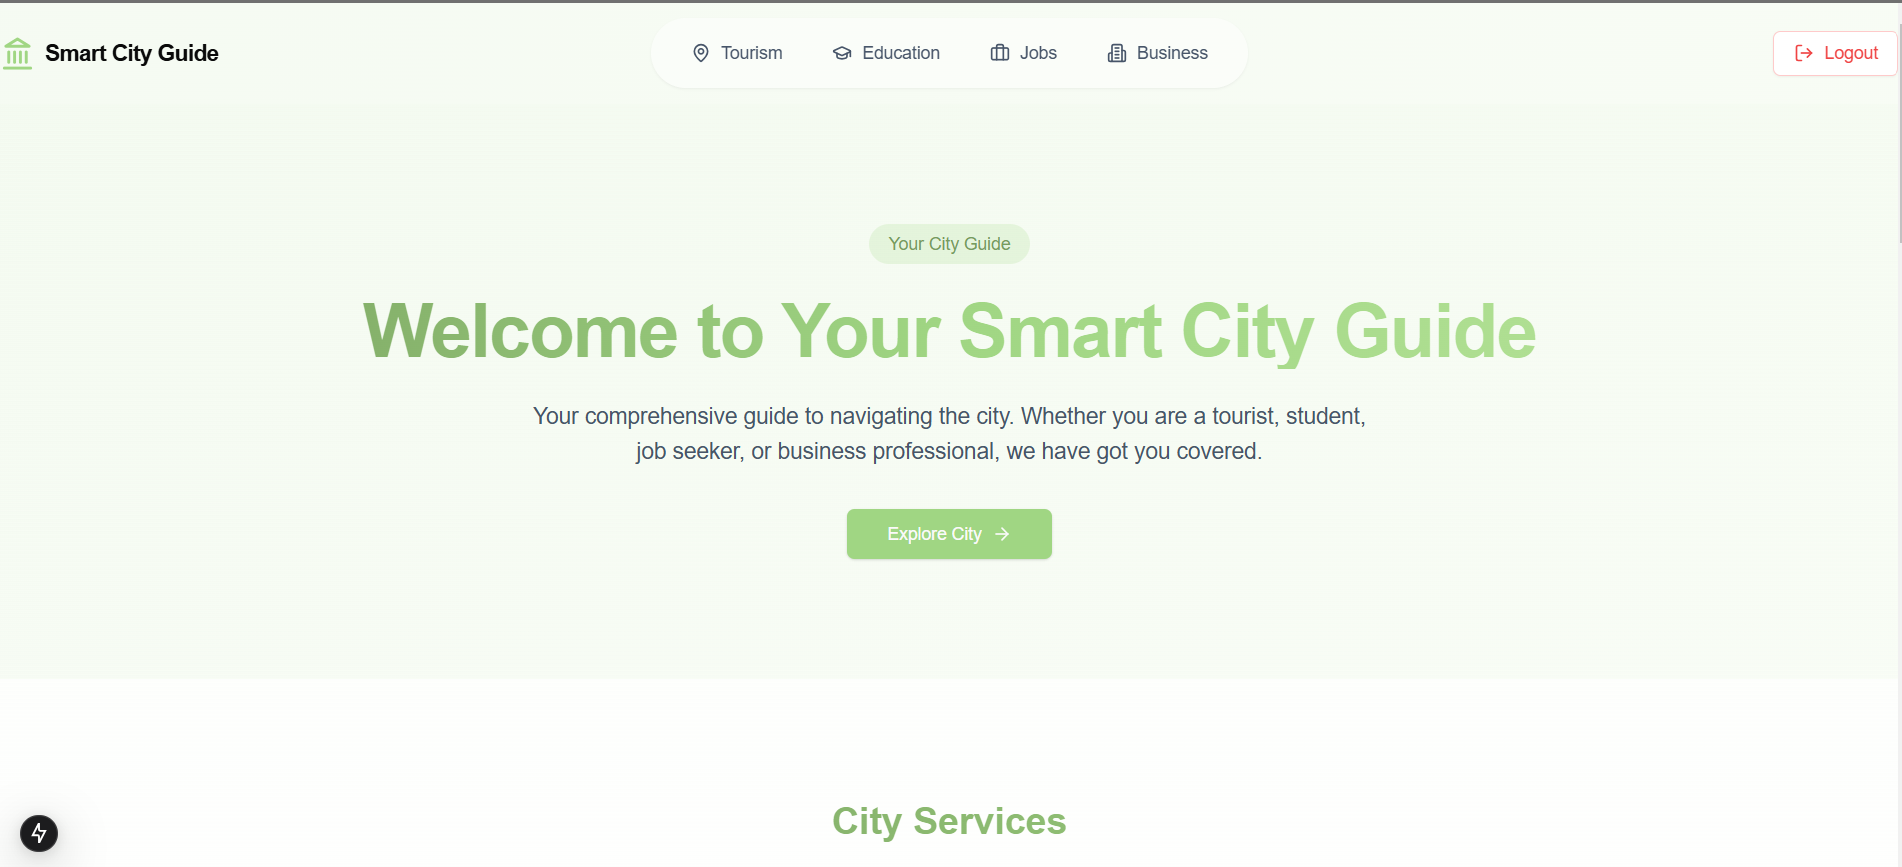 Smart City Guide
Tourism
Education
Jobs
Business
Logout
Your City Guide
Welcome to Your Smart City Guide
Your comprehensive guide to navigating the city. Whether you are a tourist, student,
job seeker, or business professional, we have got you covered.
Explore City
City Services